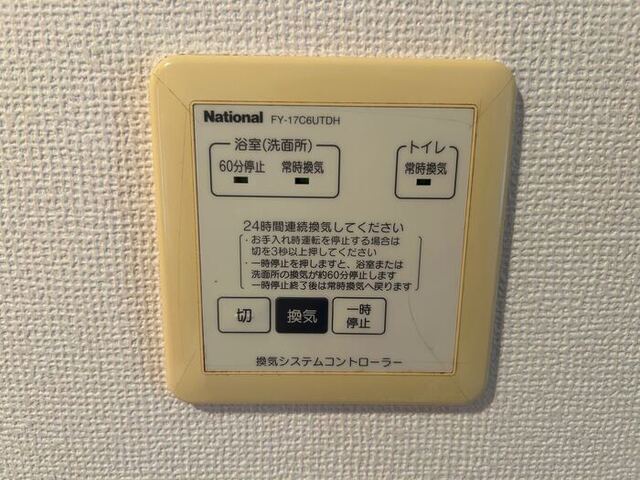 National FY-17C6UTDH
浴室(洗面所)
60分停止 常時換気
トイレ
常時換気
24時間連続換気してください
・お手入れ時運転を停止する場合は
切を3秒以上押してください
・一時停止を押しますと、浴室または
洗面所の換気が約60分停止します
一時停止終了後は常時換気へ戻ります
切
換気
一時
停止
換気システムコントローラー